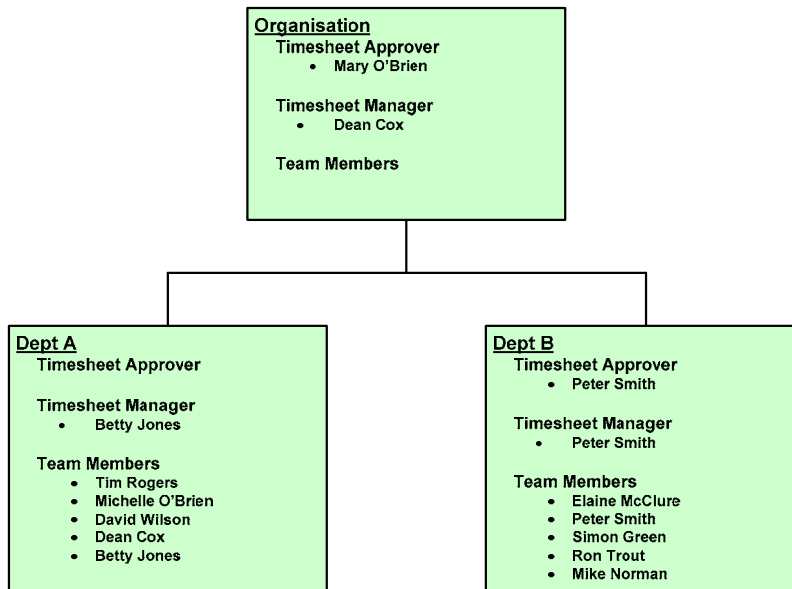 Organisation
Timesheet Approver
• Mary O'Brien
Timesheet Manager
• Dean Cox
Team Members
Dept A
Timesheet Approver
Timesheet Manager
• Betty Jones
Team Members
• Tim Rogers
• Michelle O'Brien
• David Wilson
• Dean Cox
• Betty Jones
Dept B
Timesheet Approver
• Peter Smith
Timesheet Manager
• Peter Smith
Team Members
• Elaine McClure
• Peter Smith
• Simon Green
• Ron Trout
• Mike Norman